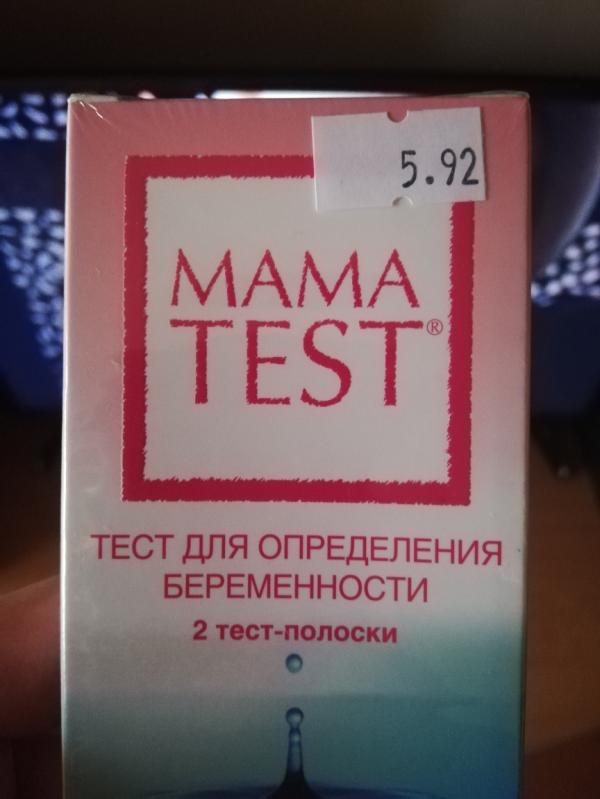 5.92
MAMA
TEST®
ТЕСТ ДЛЯ ОПРЕДЕЛЕНИЯ
БЕРЕМЕННОСТИ
2 тест-полоски